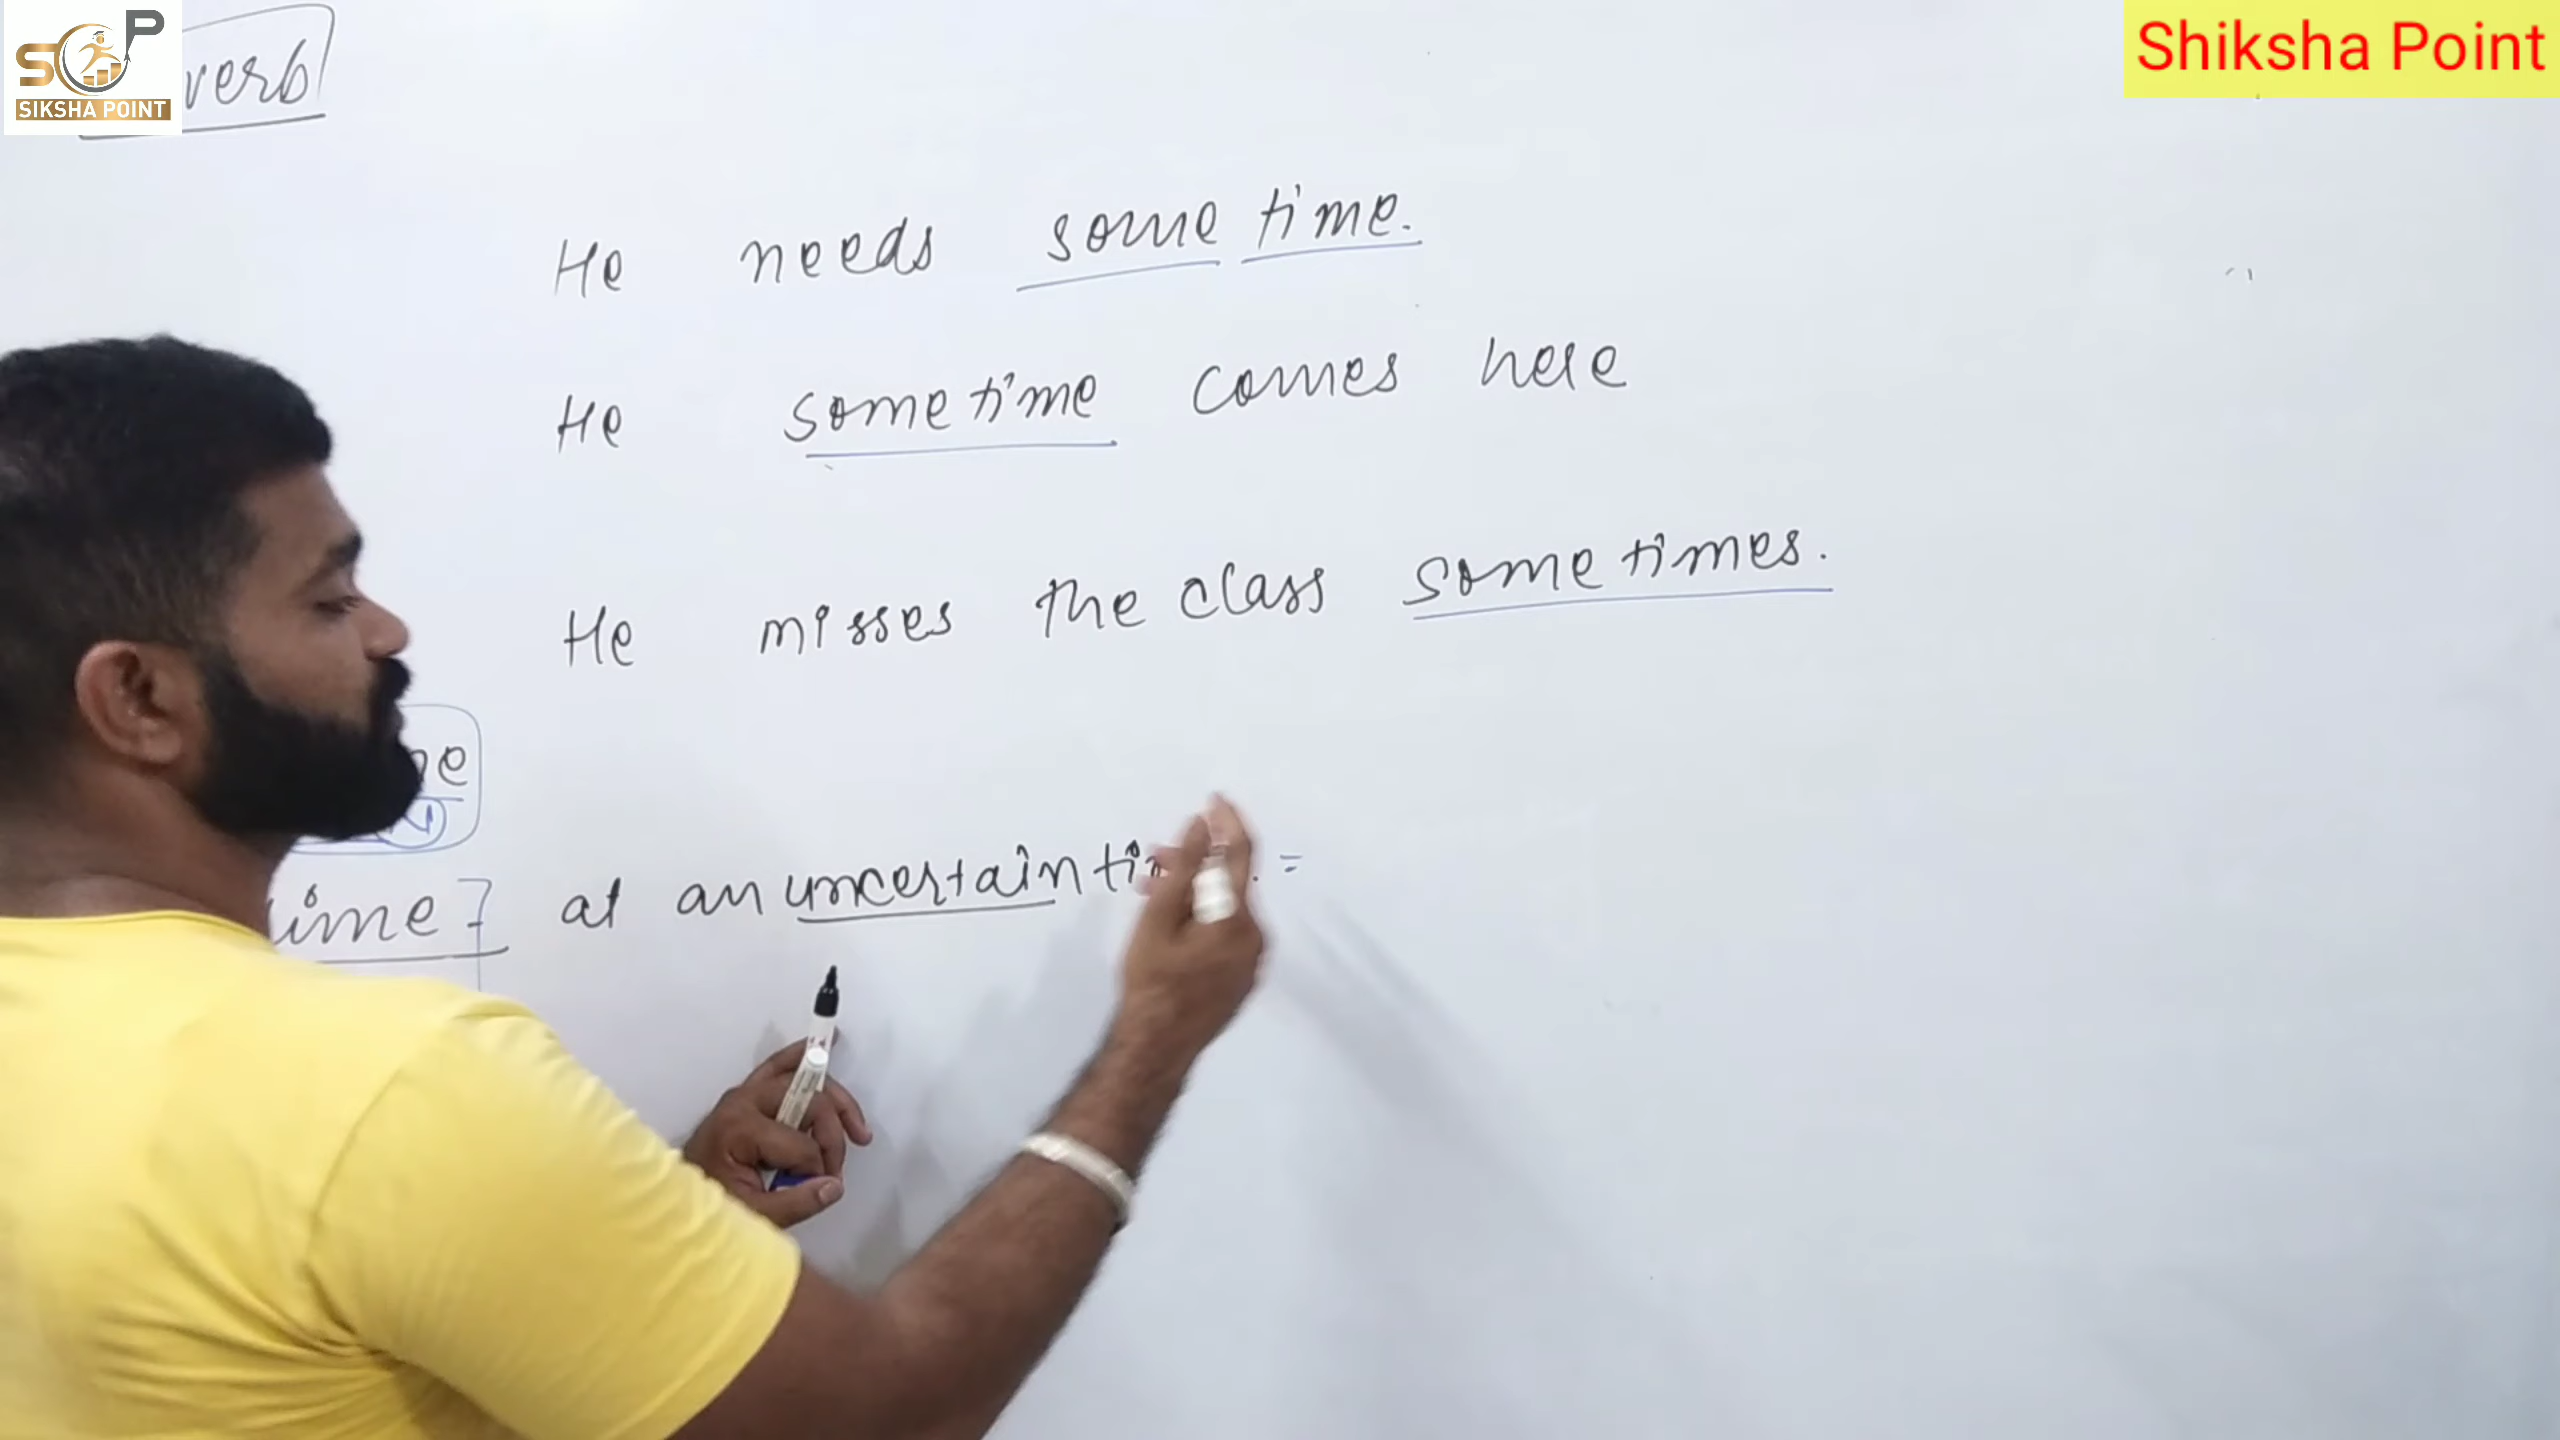 SOP
SIKSHA POINT
Shiksha Point
verb
He needs some time.
He sometime comes here
He misses the class sometimes.
at an uncertain =